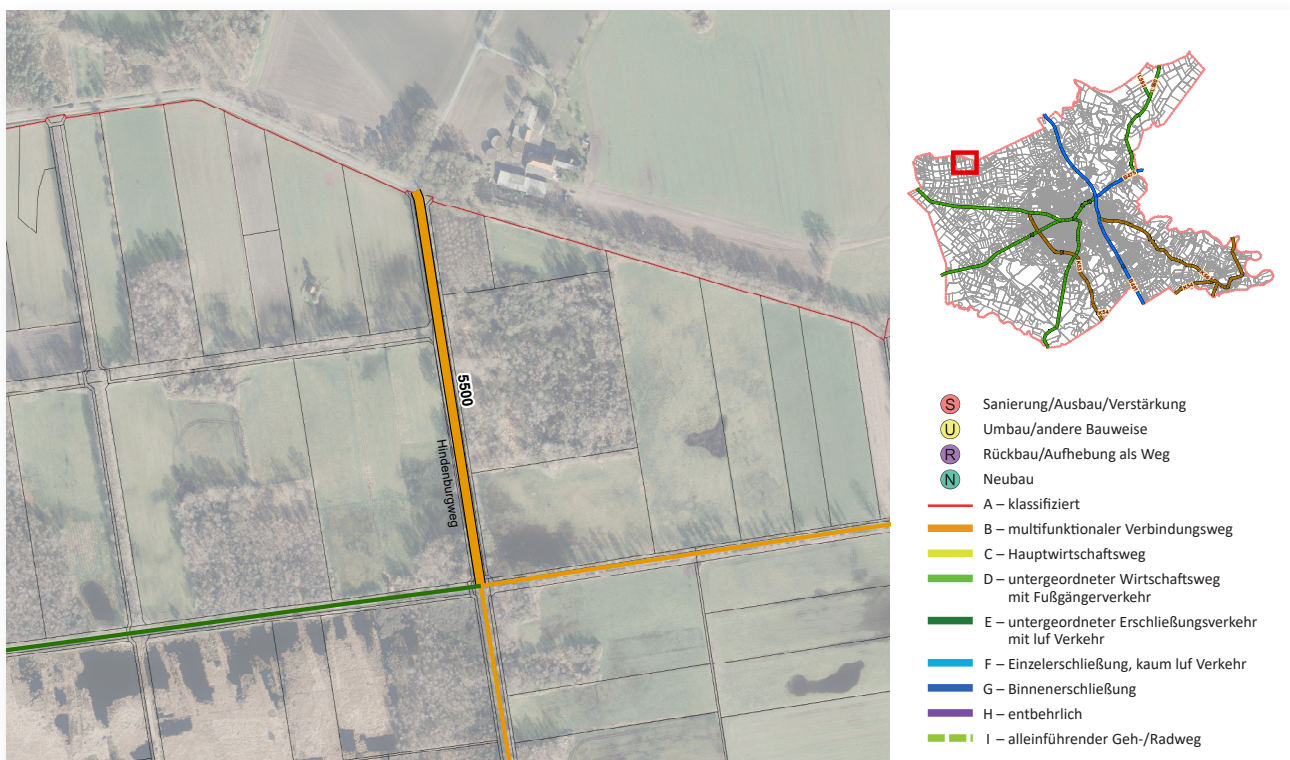 5500
Hindenburgweg
K54
S Sanierung/Ausbau/Verstärkung
U Umbau/andere Bauweise
R Rückbau/Aufhebung als Weg
N Neubau
A – klassifiziert
B – multifunktionaler Verbindungsweg
C – Hauptwirtschaftsweg
D – untergeordneter Wirtschaftsweg
mit Fußgängerverkehr
E – untergeordneter Erschließungsverkehr
mit luf Verkehr
F – Einzelerschließung, kaum luf Verkehr
G – Binnenerschließung
H – entbehrlich
I – alleinführender Geh-/Radweg